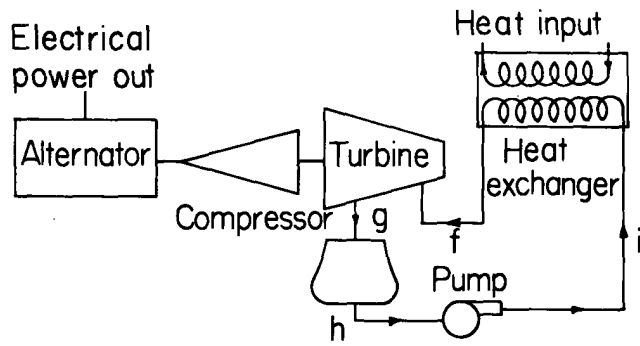 Electrical
power out
Heat input
Alternator
Turbine
Heat
exchanger
Compressor
g
f
i
Pump
h